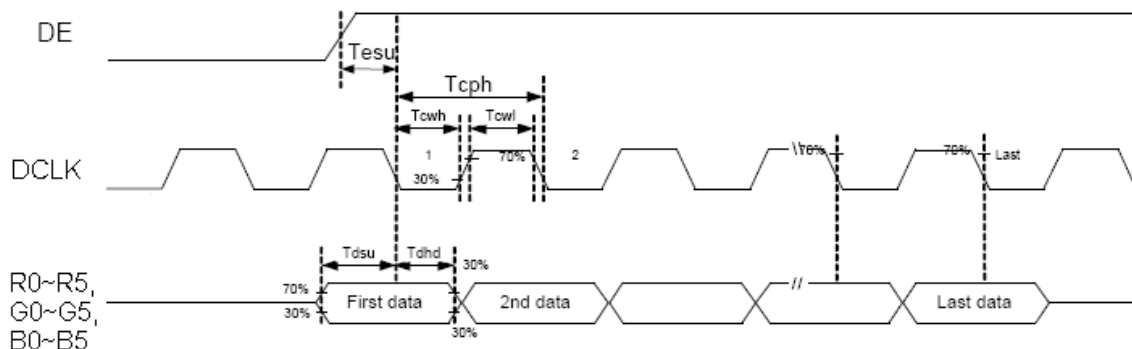 DE
Tesu
Tcph
Tcwh
Tcwl
DCLK
1
70%
2
\\
70%
70%
Last
30%
Tdsu
Tdhd
30%
R0~R5,
G0~G5,
B0~B5
70%
30%
First data
2nd data
//
Last data
30%